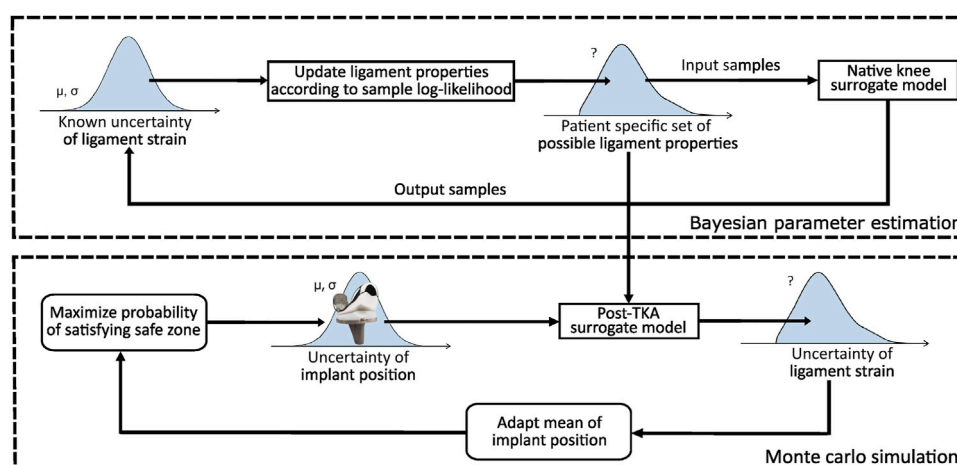 μ, σ
Known uncertainty
of ligament strain
Update ligament properties
according to sample log-likelihood
?
Patient specific set of
possible ligament properties
Input samples
Native knee
surrogate model
Output samples
Bayesian parameter estimation
Maximize probability
of satisfying safe zone
μ, σ
Uncertainty of
implant position
Post-TKA
surrogate model
?
Uncertainty of
ligament strain
Adapt mean of
implant position
Monte carlo simulation